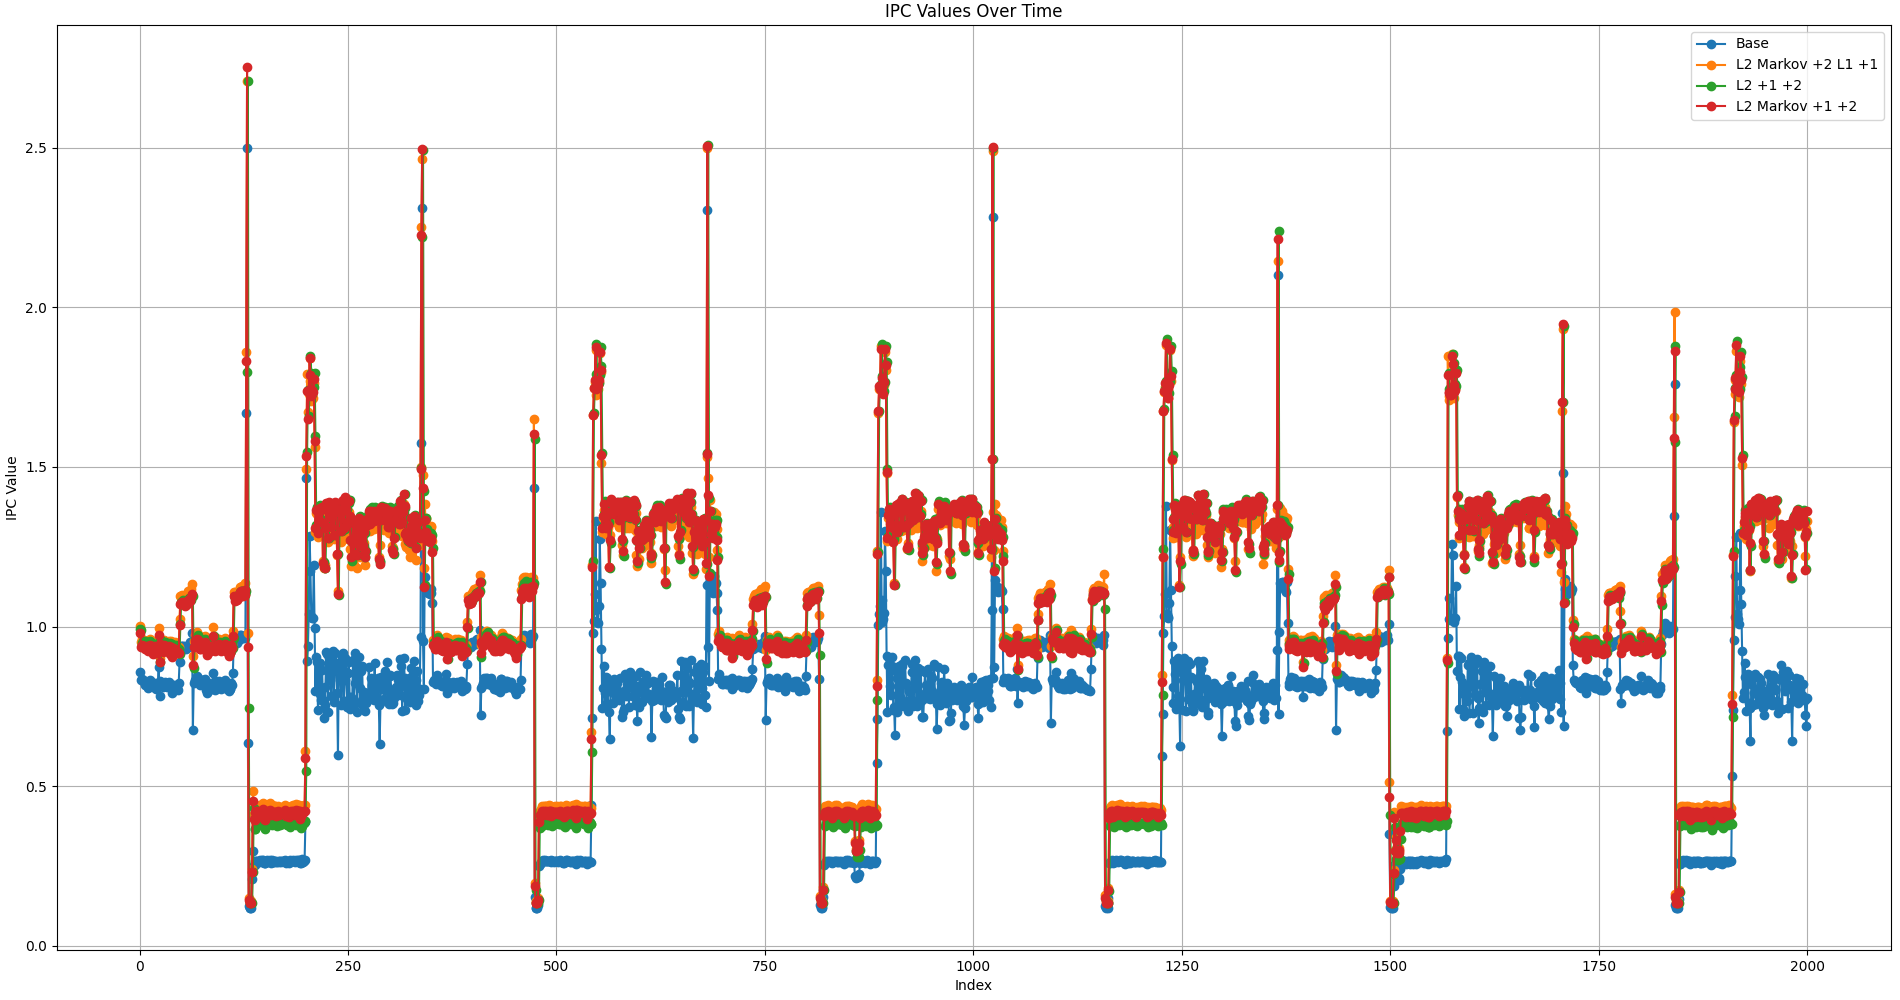 IPC Values Over Time
Base
L2 Markov +2 L1 +1
L2 +1 +2
L2 Markov +1 +2
IPC Value
2.5
2.0
1.5
1.0
0.5
0.0
0 250 500 750 1000 1250 1500 1750 2000
Index